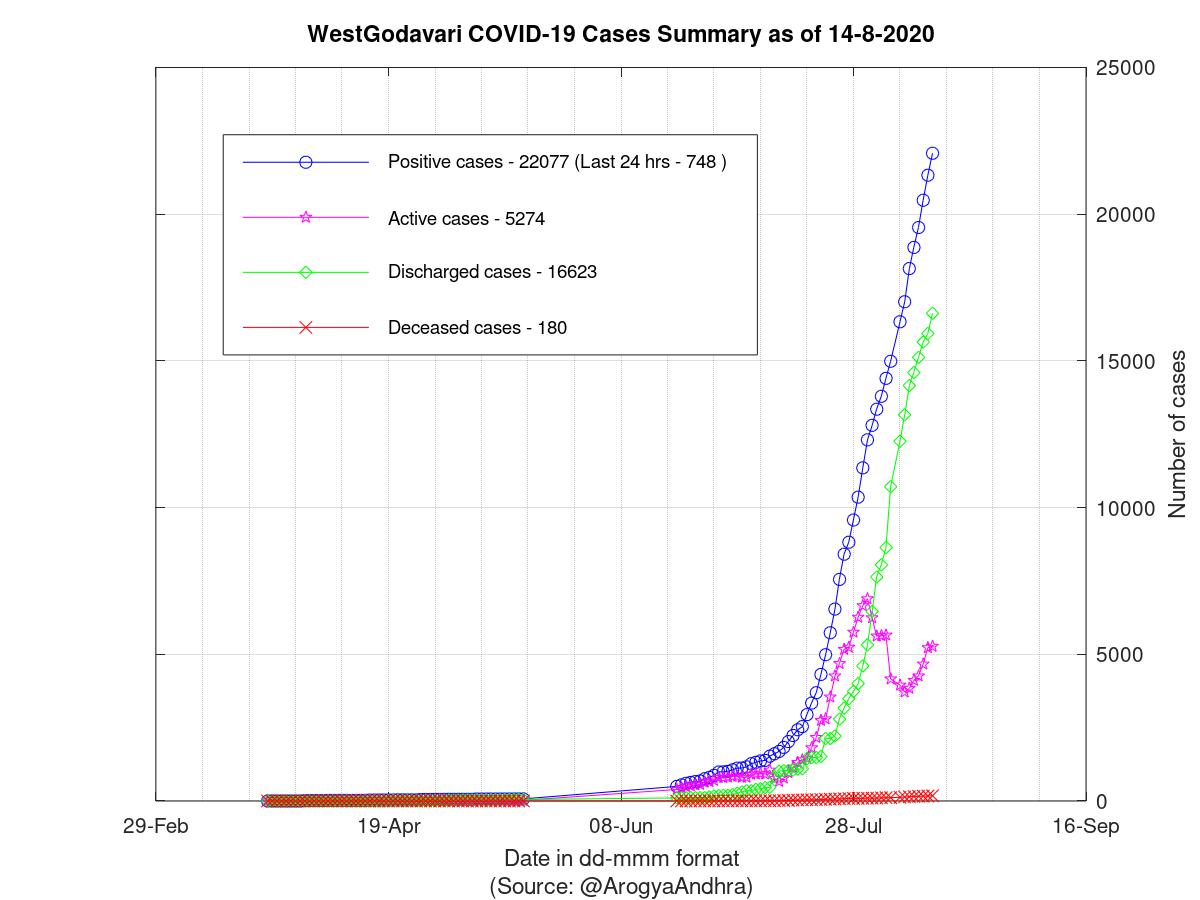 WestGodavari COVID-19 Cases Summary as of 14-8-2020
25000
Positive cases - 22077 (Last 24 hrs - 748 )
Active cases - 5274
20000
Discharged cases - 16623
Deceased cases - 180
15000
Number of cases
10000
5000
0
29-Feb 19-Apr 08-Jun 28-Jul 16-Sep
Date in dd-mmm format
(Source: @ArogyaAndhra)